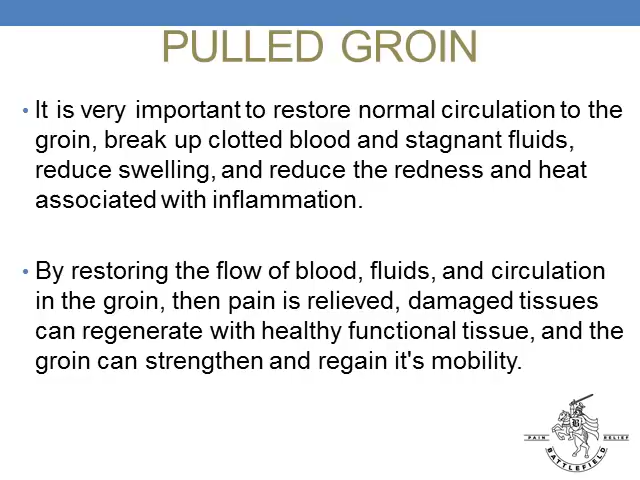 PULLED GROIN
• It is very important to restore normal circulation to the
groin, break up clotted blood and stagnant fluids,
reduce swelling, and reduce the redness and heat
associated with inflammation.
• By restoring the flow of blood, fluids, and circulation
in the groin, then pain is relieved, damaged tissues
can regenerate with healthy functional tissue, and the
groin can strengthen and regain it's mobility.
B
PAIN RELIEF
BATTLEFIELD